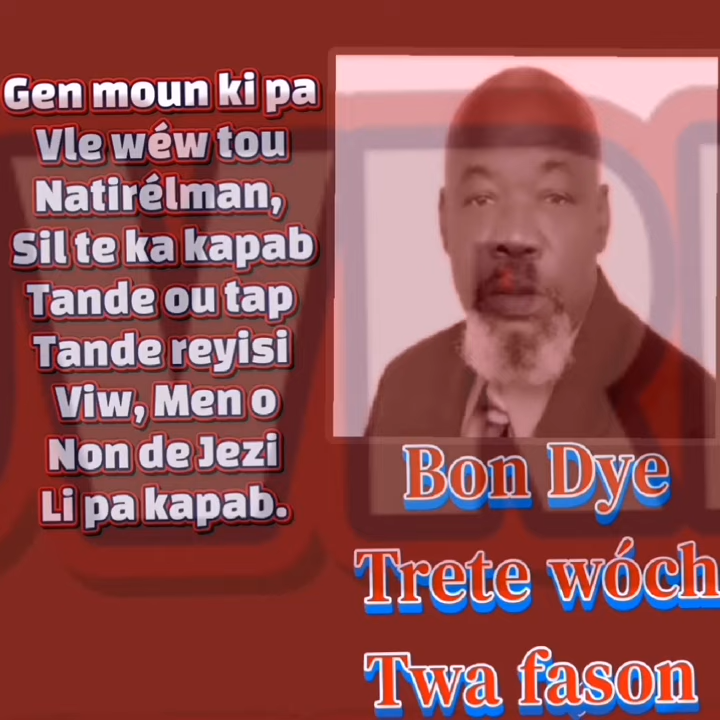 Gen moun ki pa
Vle wéw tou
Natirélman,
Sil te ka kapab
Tande ou tap
Tande reyisi
Viw, Men o
Non de Jezi
Li pa kapab.
Bon Dye
Trete wóch
Twa fason